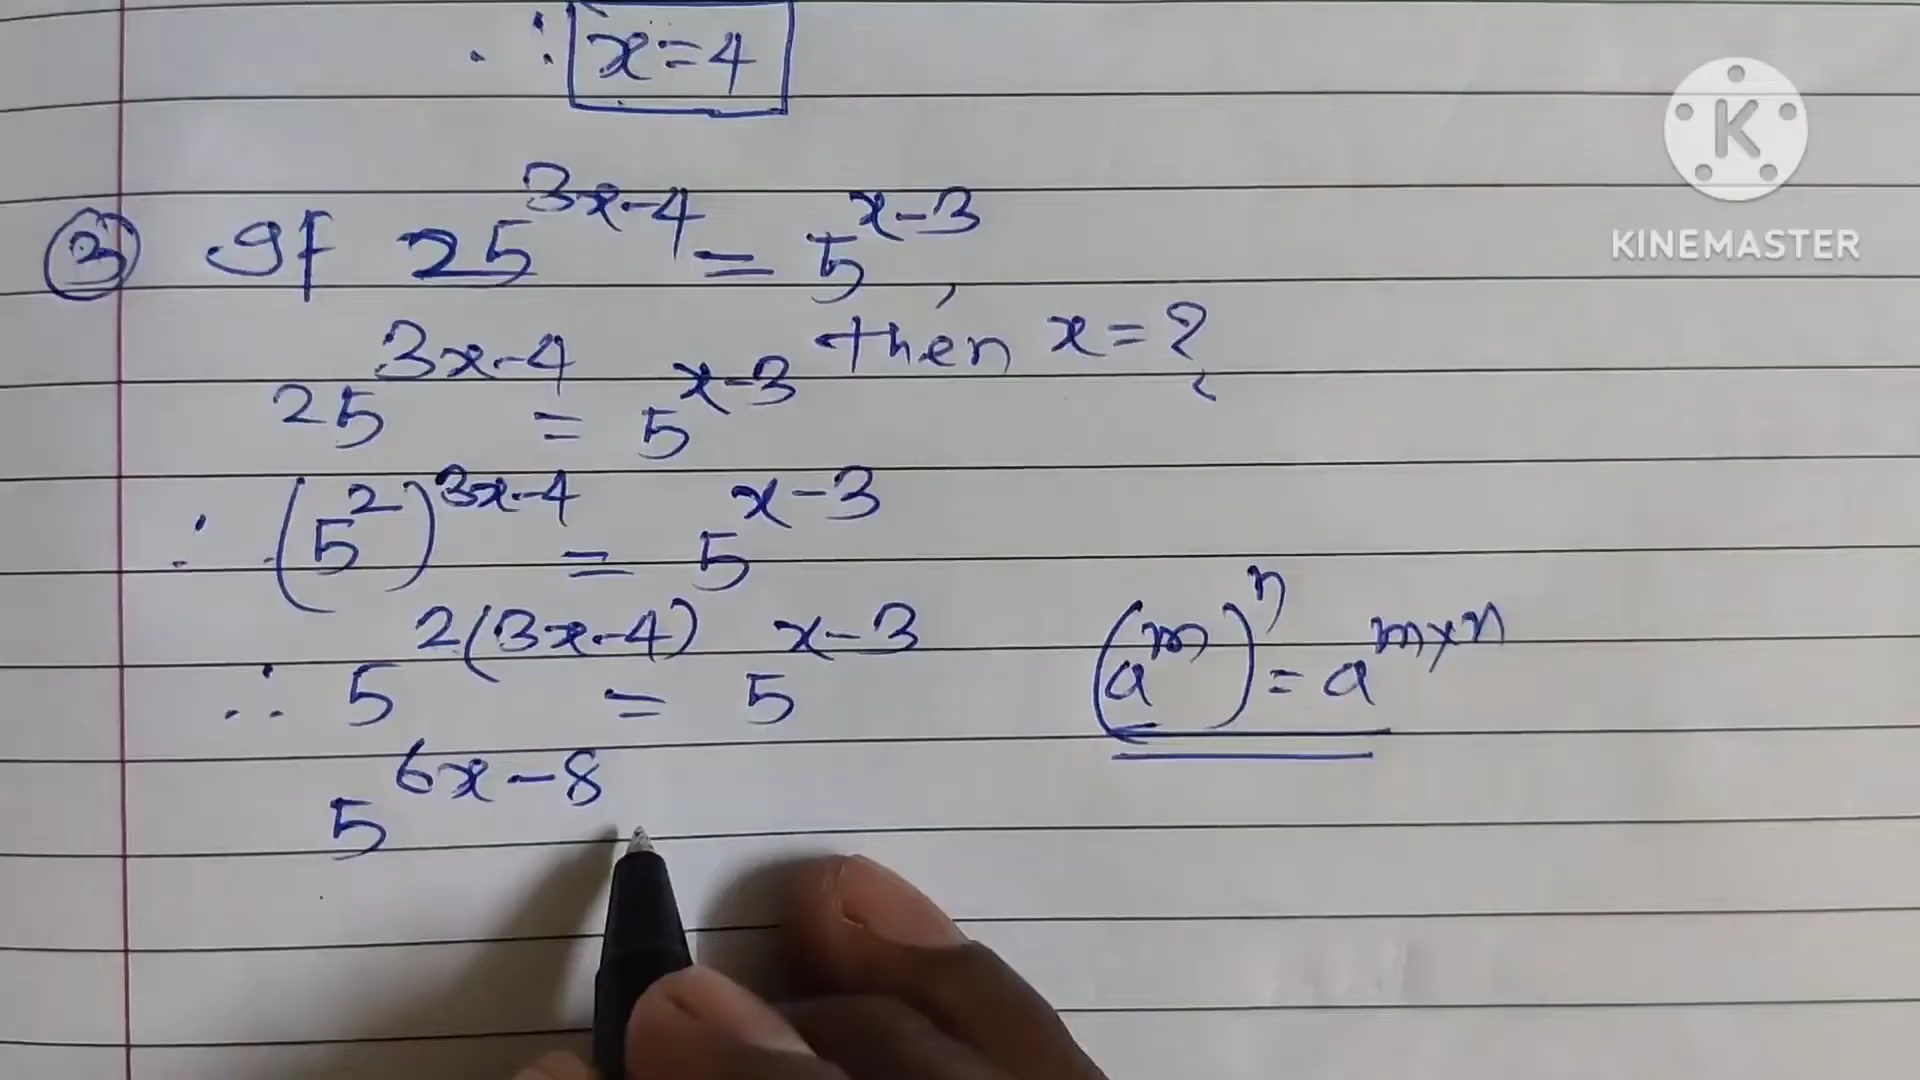 ∴ x=4
K
KINEMASTER
③ If 25^(3x-4) = 5^(x-3),
then x = ?
25^(3x-4) = 5^(x-3)
∴ (5^2)^(3x-4) = 5^(x-3)
∴ 5^(2(3x-4)) = 5^(x-3)
(a^m)^n = a^(m×n)
5^(6x-8)